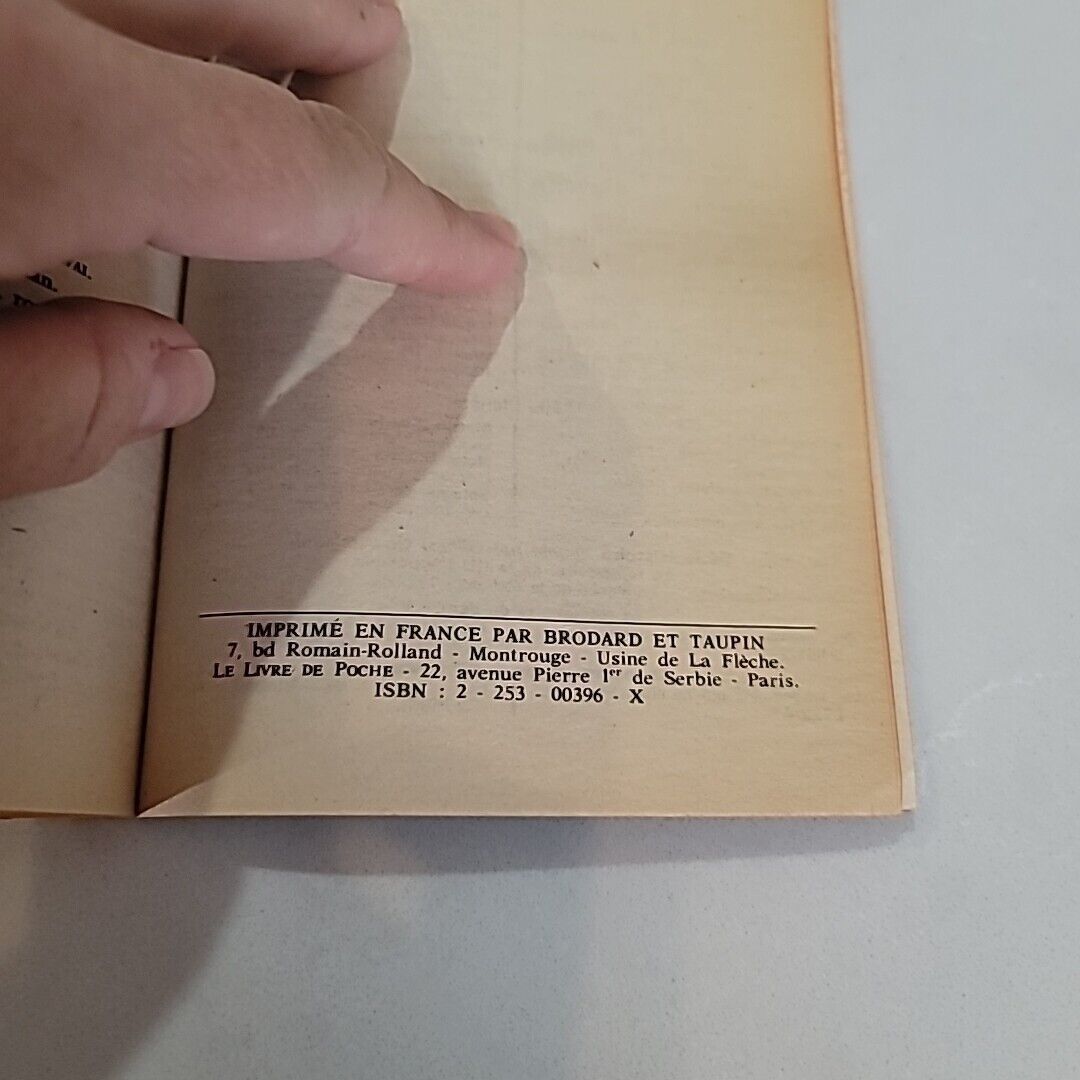 IMPRIMÉ EN FRANCE PAR BRODARD ET TAUPIN
7, bd Romain-Rolland - Montrouge - Usine de La Flèche.
LE LIVRE DE POCHE - 22, avenue Pierre 1er de Serbie - Paris.
ISBN : 2 - 253 - 00396 - X